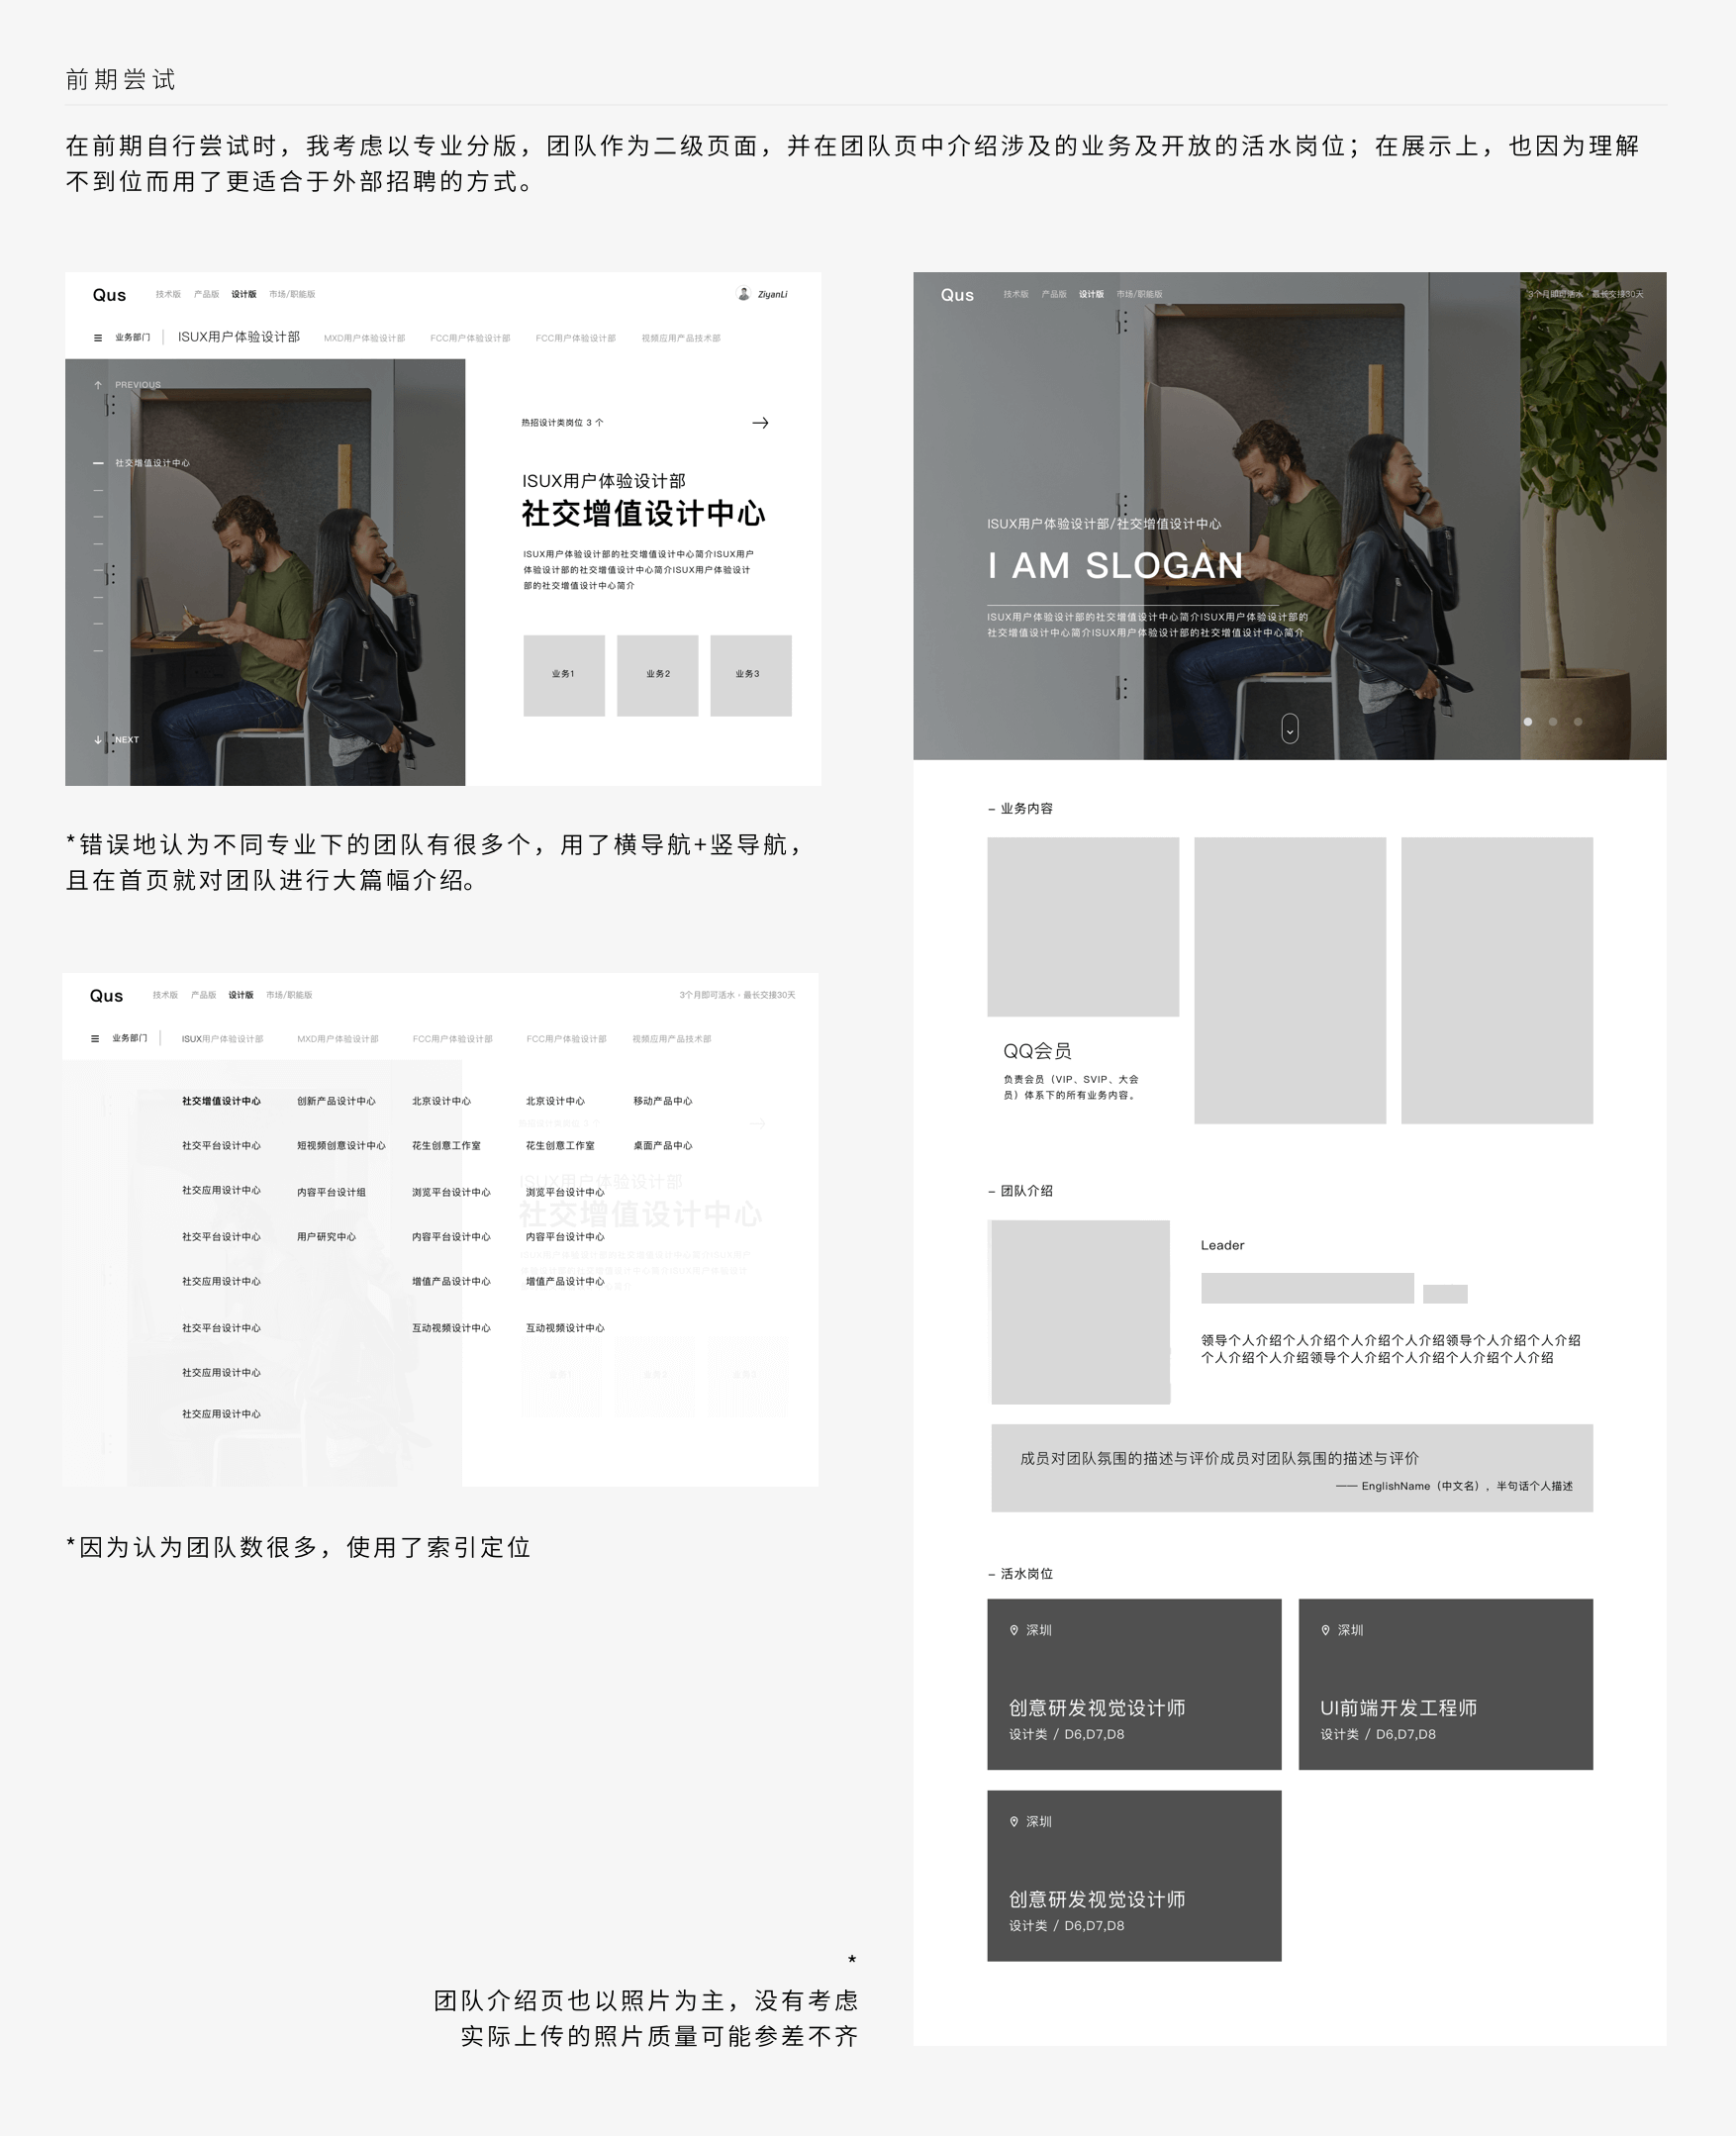 前期尝试
在前期自行尝试时，我考虑以专业分版，团队作为二级页面，并在团队页中介绍涉及的业务及开放的活水岗位；在展示上，也因为理解
不到位而用了更适合于外部招聘的方式。
Qus 技术版 产品版 设计版 市场/职能版 ZiyanLi
业务部门 ISUX用户体验设计部 MXD用户体验设计部 FCC用户体验设计部 FCC用户体验设计部 视频应用产品技术部
PREVIOUS
社交增值设计中心
NEXT
热招设计类岗位 3 个
ISUX用户体验设计部
社交增值设计中心
ISUX用户体验设计部的社交增值设计中心简介ISUX用户
体验设计部的社交增值设计中心简介ISUX用户体验设计
部的社交增值设计中心简介
业务1 业务2 业务3
*错误地认为不同专业下的团队有很多个，用了横导航+竖导航，
且在首页就对团队进行大篇幅介绍。
Qus 技术版 产品版 设计版 市场/职能版 3个月即可活水，最长交接30天
业务部门 ISUX用户体验设计部 MXD用户体验设计部 FCC用户体验设计部 FCC用户体验设计部 视频应用产品技术部
社交增值设计中心 创新产品设计中心 北京设计中心 北京设计中心 移动产品中心
热招设计类岗位 3 个
社交平台设计中心 短视频创意设计中心 花生创意工作室 花生创意工作室 桌面产品中心
ISUX用户体验设计部
社交应用设计中心 内容平台设计组 浏览平台设计中心 浏览平台设计中心
社交增值设计中心
社交平台设计中心 用户研究中心 内容平台设计中心 内容平台设计中心
社交应用设计中心 增值产品设计中心 增值产品设计中心
社交平台设计中心 互动视频设计中心 互动视频设计中心
社交应用设计中心
业务1 业务2 业务3
社交应用设计中心
*因为认为团队数很多，使用了索引定位
*
团队介绍页也以照片为主，没有考虑
实际上传的照片质量可能参差不齐
Qus 技术版 产品版 设计版 市场/职能版 3个月即可活水，最长交接30天
ISUX用户体验设计部/社交增值设计中心
I AM SLOGAN
ISUX用户体验设计部的社交增值设计中心简介ISUX用户体验设计部的
社交增值设计中心简介ISUX用户体验设计部的社交增值设计中心简介
– 业务内容
QQ会员
负责会员（VIP、SVIP、大会
员）体系下的所有业务内容。
– 团队介绍
Leader
领导个人介绍个人介绍个人介绍个人介绍领导个人介绍个人介绍
个人介绍个人介绍领导个人介绍个人介绍个人介绍个人介绍
成员对团队氛围的描述与评价成员对团队氛围的描述与评价
—— EnglishName（中文名），半句话个人描述
– 活水岗位
深圳
创意研发视觉设计师
设计类 / D6,D7,D8
深圳
UI前端开发工程师
设计类 / D6,D7,D8
深圳
创意研发视觉设计师
设计类 / D6,D7,D8